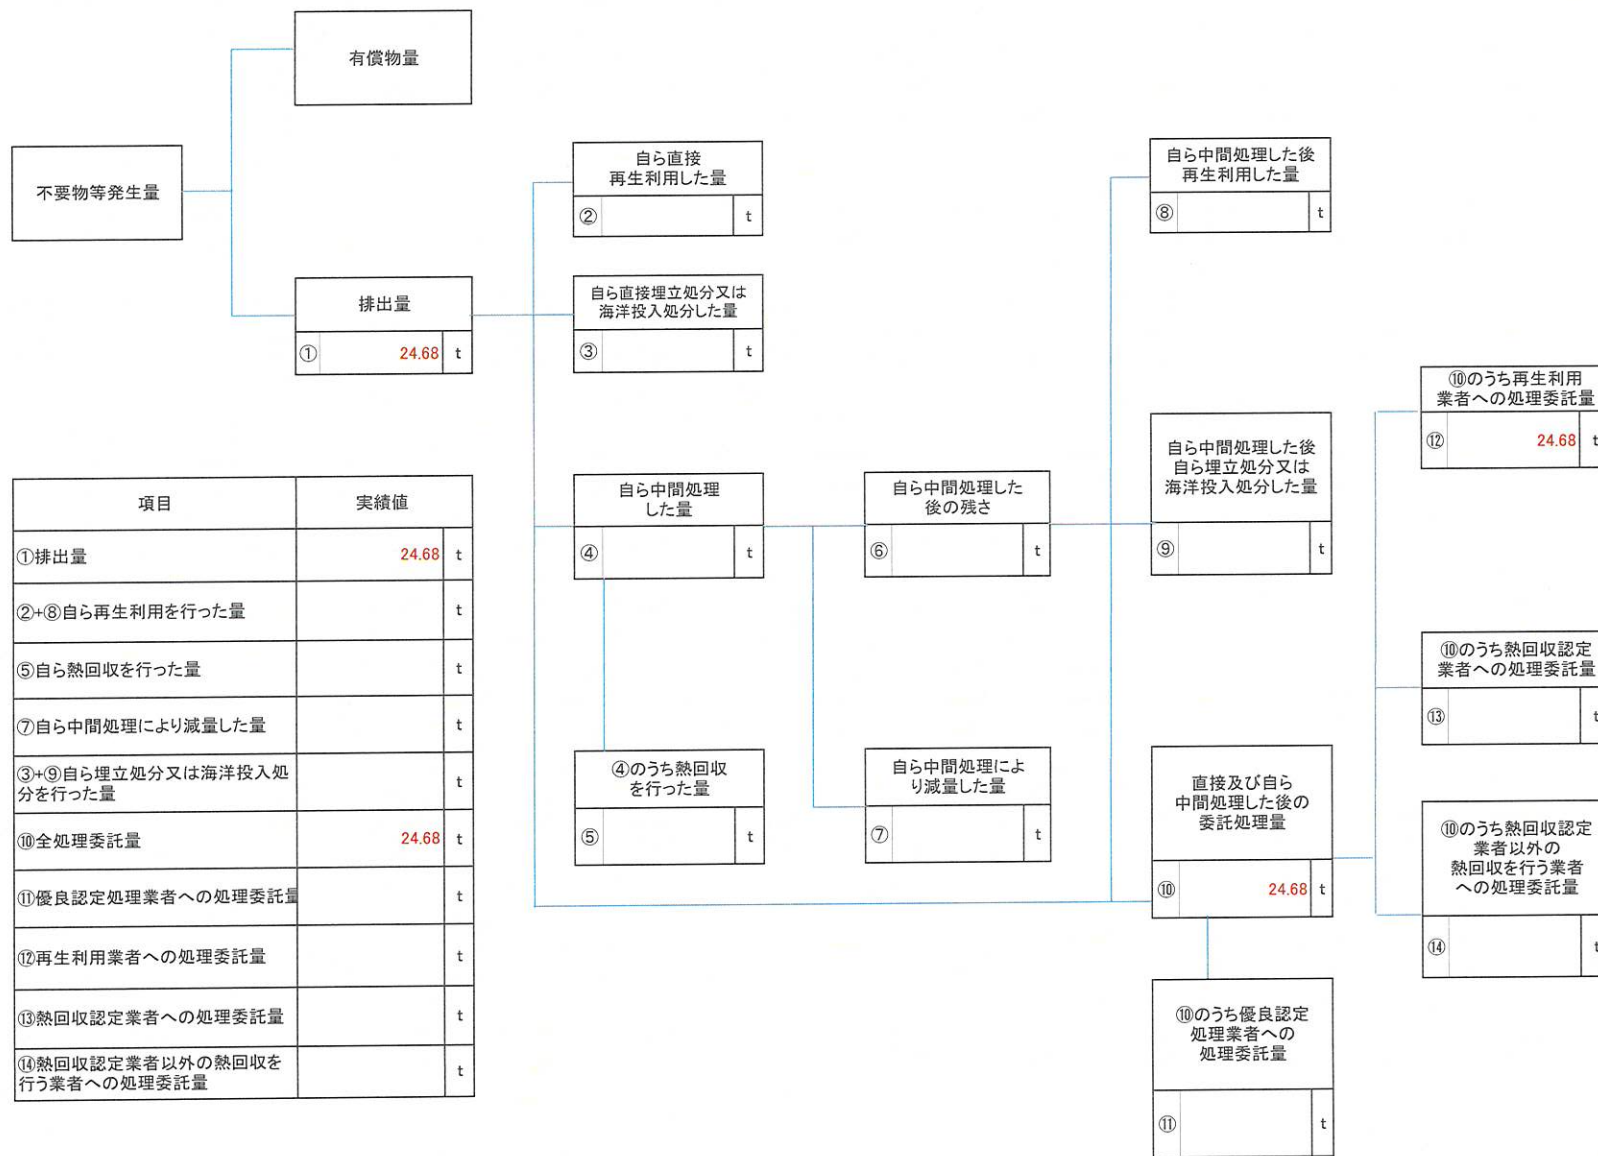 有償物量
不要物等発生量
排出量
① 24.68 t
自ら直接
再生利用した量
② t
自ら直接埋立処分又は
海洋投入処分した量
③ t
自ら中間処理
した量
④ t
④のうち熱回収
を行った量
⑤ t
自ら中間処理した
後の残さ
⑥ t
自ら中間処理によ
り減量した量
⑦ t
自ら中間処理した後
再生利用した量
⑧ t
自ら中間処理した後
自ら埋立処分又は
海洋投入処分した量
⑨ t
直接及び自ら
中間処理した後の
委託処理量
⑩ 24.68 t
⑩のうち優良認定
処理業者への
処理委託量
⑪ t
⑩のうち再生利用
業者への処理委託量
⑫ 24.68 t
⑩のうち熱回収認定
業者への処理委託量
⑬ t
⑩のうち熱回収認定
業者以外の
熱回収を行う業者
への処理委託量
⑭ t
項目 実績値
①排出量 24.68 t
②+⑧自ら再生利用を行った量 t
⑤自ら熱回収を行った量 t
⑦自ら中間処理により減量した量 t
③+⑨自ら埋立処分又は海洋投入処
分を行った量 t
⑩全処理委託量 24.68 t
⑪優良認定処理業者への処理委託量 t
⑫再生利用業者への処理委託量 t
⑬熱回収認定業者への処理委託量 t
⑭熱回収認定業者以外の熱回収を
行う業者への処理委託量 t